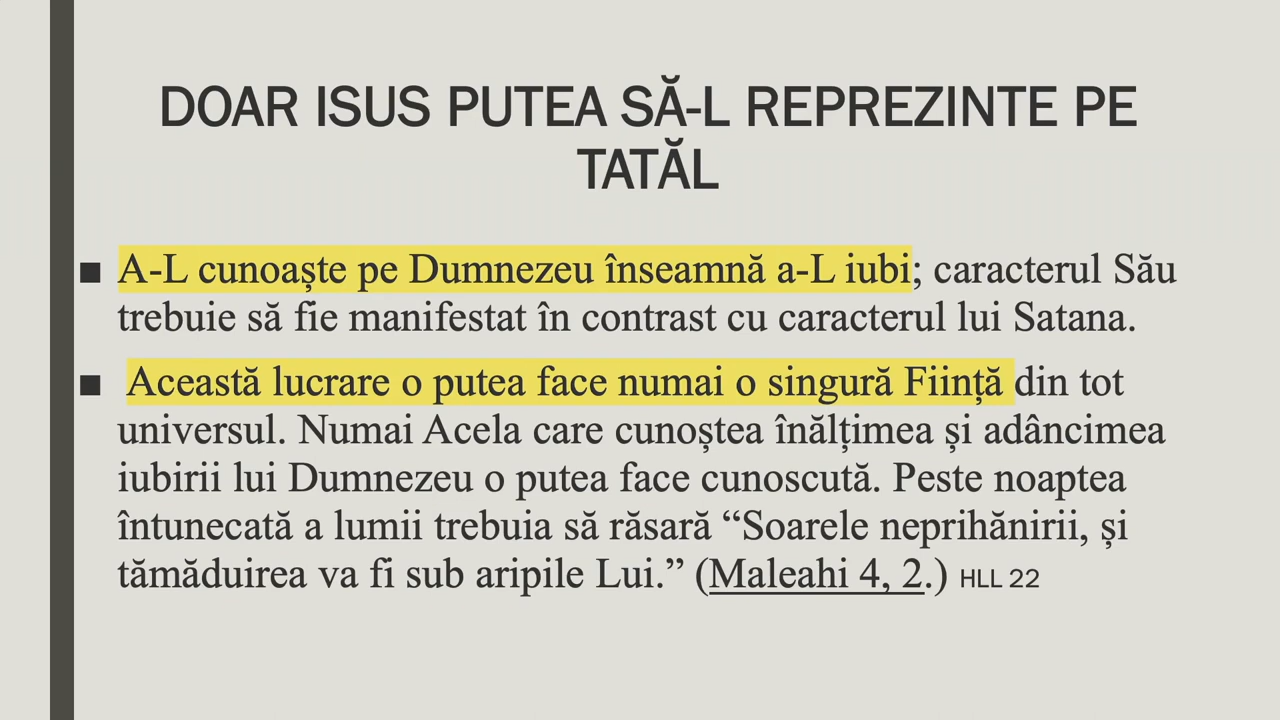 DOAR ISUS PUTEA SĂ-L REPREZINTE PE
TATĂL
■ A-L cunoaște pe Dumnezeu înseamnă a-L iubi; caracterul Său
trebuie să fie manifestat în contrast cu caracterul lui Satana.
■ Această lucrare o putea face numai o singură Ființă din tot
universul. Numai Acela care cunoștea înălțimea și adâncimea
iubirii lui Dumnezeu o putea face cunoscută. Peste noaptea
întunecată a lumii trebuia să răsară “Soarele neprihănirii, și
tămăduirea va fi sub aripile Lui.” (Maleahi 4, 2.) HLL 22